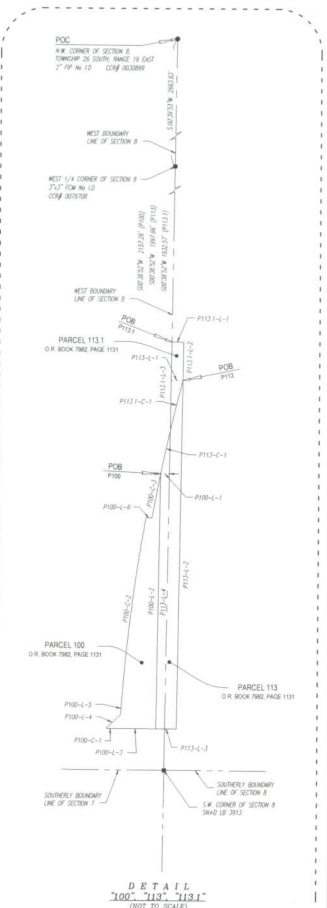 POC
N.W. CORNER OF SECTION 8,
TOWNSHIP 26 SOUTH, RANGE 19 EAST
2" FIP No I.D CCR# 0030899
WEST BOUNDARY
LINE OF SECTION 8
WEST 1/4 CORNER OF SECTION 8
3"x3" FCM No I.D
CCR# 0076708
WEST BOUNDARY
LINE OF SECTION 8
POB
P113.1
P113.1-L-1
PARCEL 113.1
O.R. BOOK 7982, PAGE 1131
P113-L-1
P113.1-L-3
P113.1-L-2
POB
P113
P113.1-C-1
P113-C-1
POB
P100
P100-L-1
P100-C-3
P100-L-6
P100-C-2
P100-L-2
P113-L-2
PARCEL 100
O.R. BOOK 7982, PAGE 1131
PARCEL 113
O.R. BOOK 7982, PAGE 1131
P100-L-5
P100-L-4
P100-C-1
P100-L-3
P113-L-3
SOUTHERLY BOUNDARY
LINE OF SECTION 7
SOUTHERLY BOUNDARY
LINE OF SECTION 8
S.W. CORNER OF SECTION 8
SN+D LB 3913
DETAIL
"100", "113", "113.1"
(NOT TO SCALE)